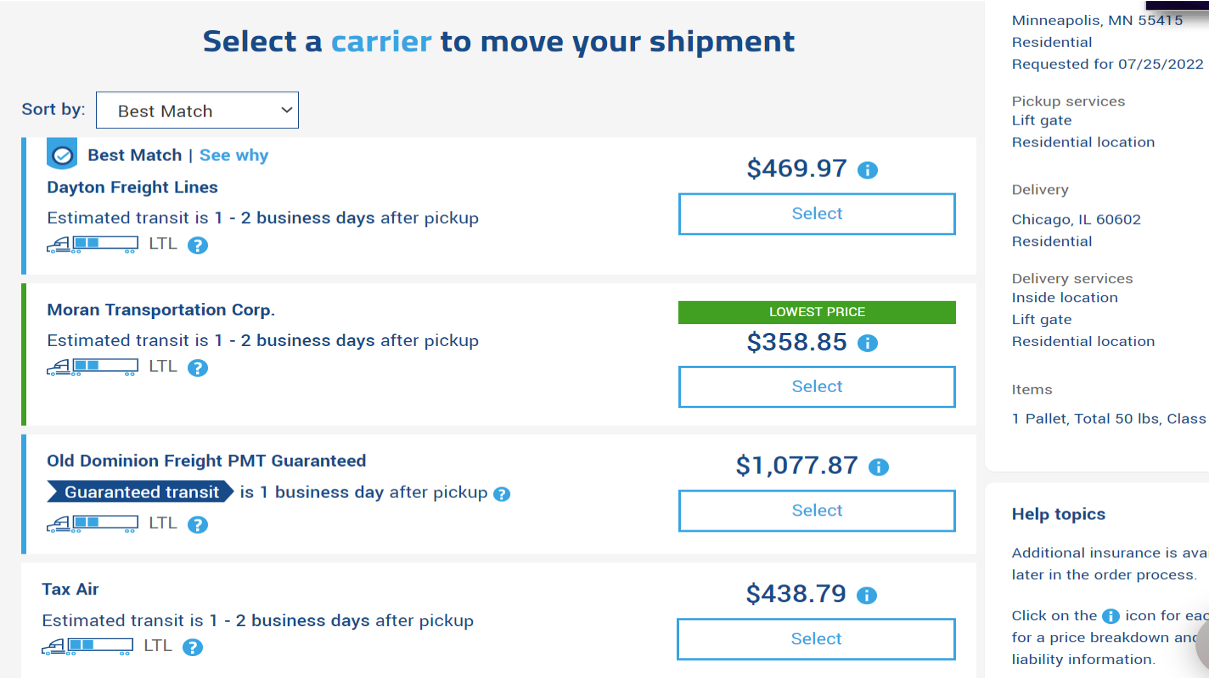 Select a carrier to move your shipment
Sort by: Best Match
Best Match | See why
Dayton Freight Lines
Estimated transit is 1 - 2 business days after pickup
LTL ?
$469.97 i
Select
Moran Transportation Corp.
Estimated transit is 1 - 2 business days after pickup
LTL ?
LOWEST PRICE
$358.85 i
Select
Old Dominion Freight PMT Guaranteed
Guaranteed transit is 1 business day after pickup ?
LTL ?
$1,077.87 i
Select
Tax Air
Estimated transit is 1 - 2 business days after pickup
LTL ?
$438.79 i
Select
Minneapolis, MN 55415
Residential
Requested for 07/25/2022
Pickup services
Lift gate
Residential location
Delivery
Chicago, IL 60602
Residential
Delivery services
Inside location
Lift gate
Residential location
Items
1 Pallet, Total 50 lbs, Class
Help topics
Additional insurance is
later in the order process.
Click on the i icon for
for a price breakdown and
liability information.